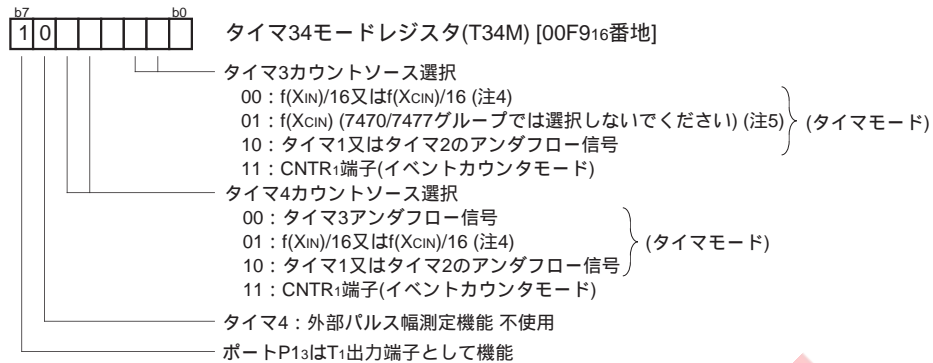 b7 b0
1 0 タイマ34モードレジスタ(T34M) [00F916番地]
タイマ3カウントソース選択
00：f(XIN)/16又はf(XCIN)/16 (注4)
01：f(XCIN) (7470/7477グループでは選択しないでください) (注5)
10：タイマ1又はタイマ2のアンダフロー信号
(タイマモード)
11：CNTR1端子(イベントカウンタモード)
タイマ4カウントソース選択
00：タイマ3アンダフロー信号
01：f(XIN)/16又はf(XCIN)/16 (注4)
10：タイマ1又はタイマ2のアンダフロー信号
(タイマモード)
11：CNTR1端子(イベントカウンタモード)
タイマ4：外部パルス幅測定機能 不使用
ポートP13はT1出力端子として機能